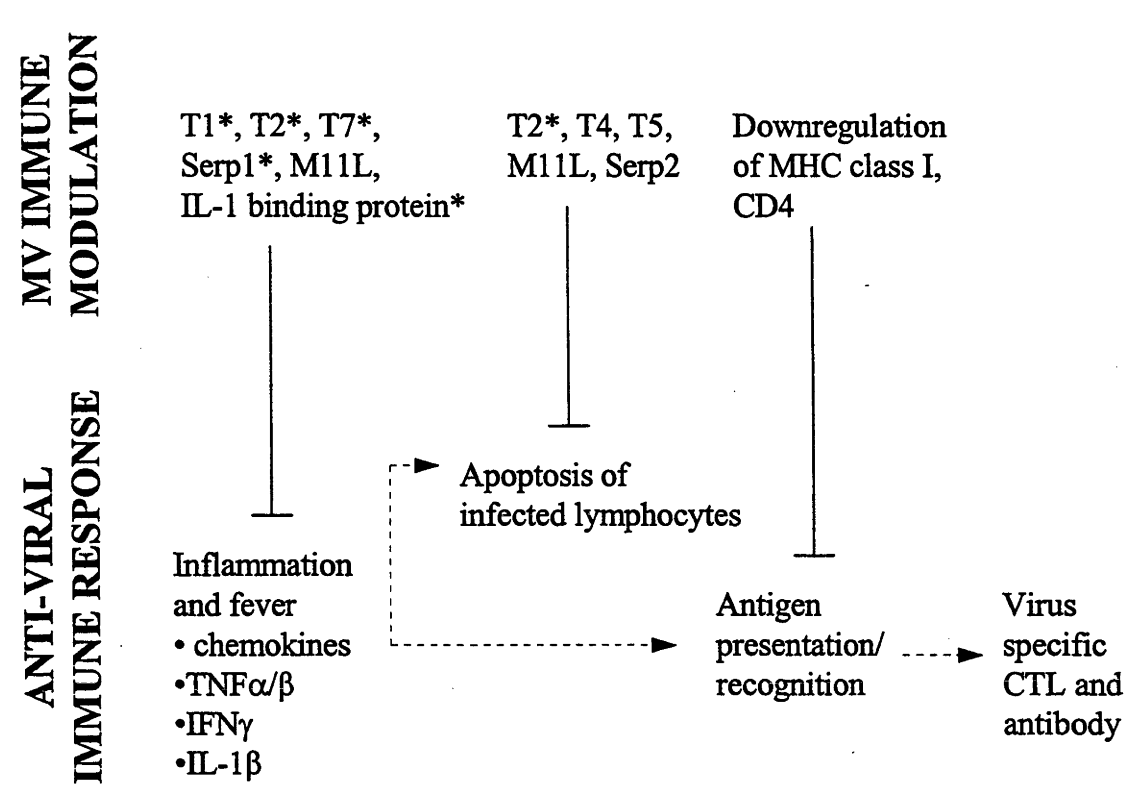 MV IMMUNE
MODULATION
T1*, T2*, T7*,
Serp1*, M11L,
IL-1 binding protein*
T2*, T4, T5,
M11L, Serp2
Downregulation
of MHC class I,
CD4
ANTI-VIRAL
IMMUNE RESPONSE
Inflammation
and fever
• chemokines
•TNFα/β
•IFNγ
•IL-1β
Apoptosis of
infected lymphocytes
Antigen
presentation/
recognition
Virus
specific
CTL and
antibody